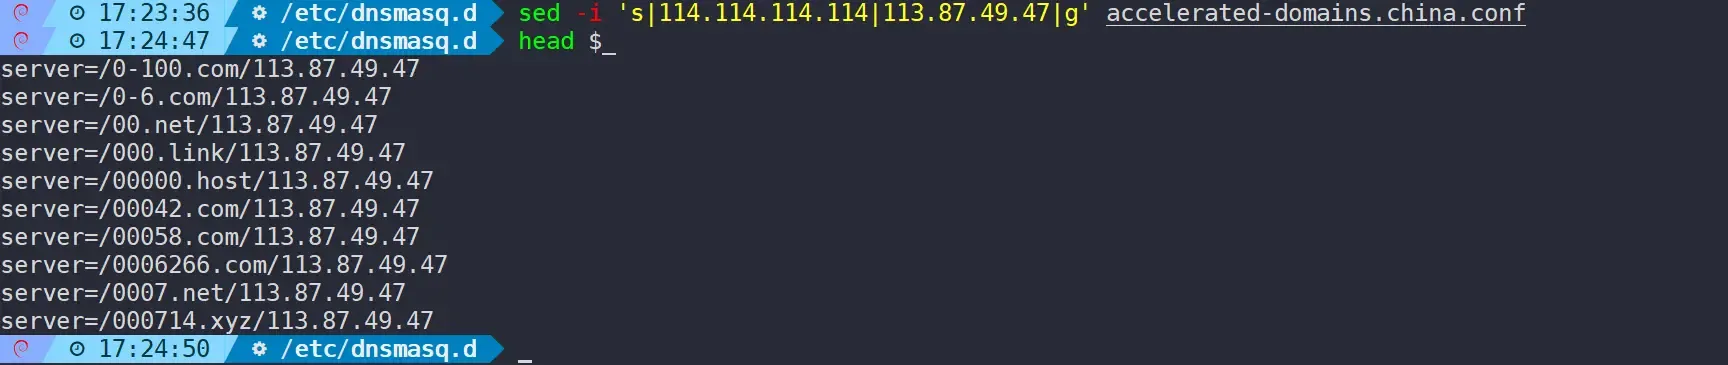 17:23:36 /etc/dnsmasq.d sed -i 's|114.114.114.114|113.87.49.47|g' accelerated-domains.china.conf
17:24:47 /etc/dnsmasq.d head $_
server=/0-100.com/113.87.49.47
server=/0-6.com/113.87.49.47
server=/00.net/113.87.49.47
server=/000.link/113.87.49.47
server=/00000.host/113.87.49.47
server=/00042.com/113.87.49.47
server=/00058.com/113.87.49.47
server=/0006266.com/113.87.49.47
server=/0007.net/113.87.49.47
server=/000714.xyz/113.87.49.47
17:24:50 /etc/dnsmasq.d